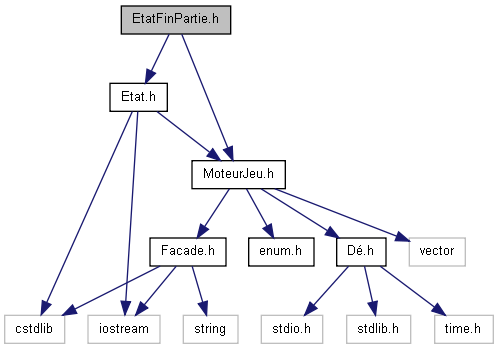 EtatFinPartie.h
Etat.h
MoteurJeu.h
Facade.h
enum.h
Dé.h
vector
cstdlib
iostream
string
stdio.h
stdlib.h
time.h